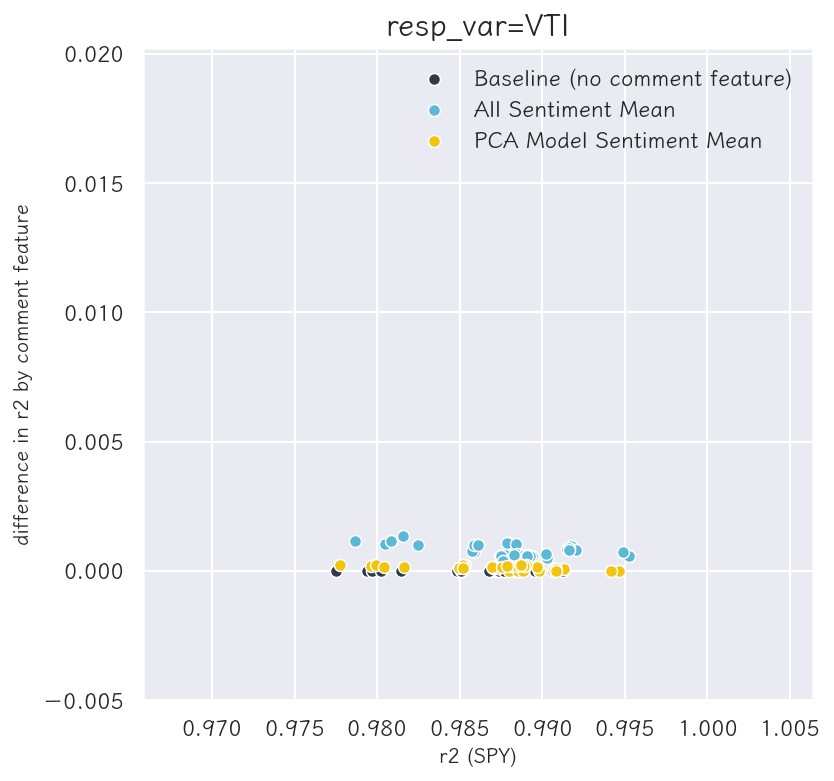 resp_var=VTI
0.020
0.015
0.010
0.005
0.000
−0.005
difference in r2 by comment feature
Baseline (no comment feature)
All Sentiment Mean
PCA Model Sentiment Mean
0.970 0.975 0.980 0.985 0.990 0.995 1.000 1.005
r2 (SPY)